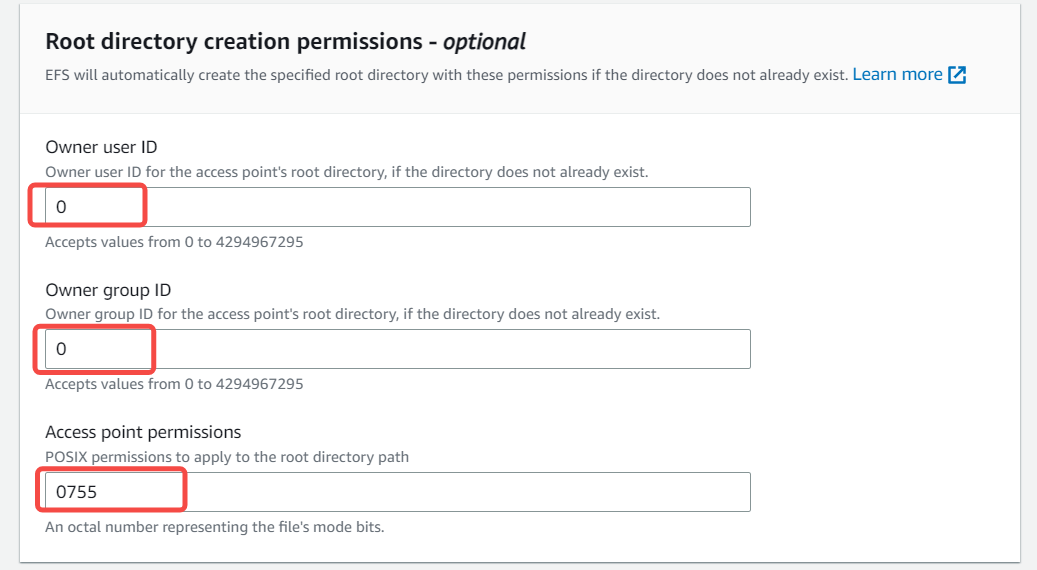 Root directory creation permissions - optional
EFS will automatically create the specified root directory with these permissions if the directory does not already exist. Learn more
Owner user ID
Owner user ID for the access point's root directory, if the directory does not already exist.
0
Accepts values from 0 to 4294967295
Owner group ID
Owner group ID for the access point's root directory, if the directory does not already exist.
0
Accepts values from 0 to 4294967295
Access point permissions
POSIX permissions to apply to the root directory path
0755
An octal number representing the file's mode bits.